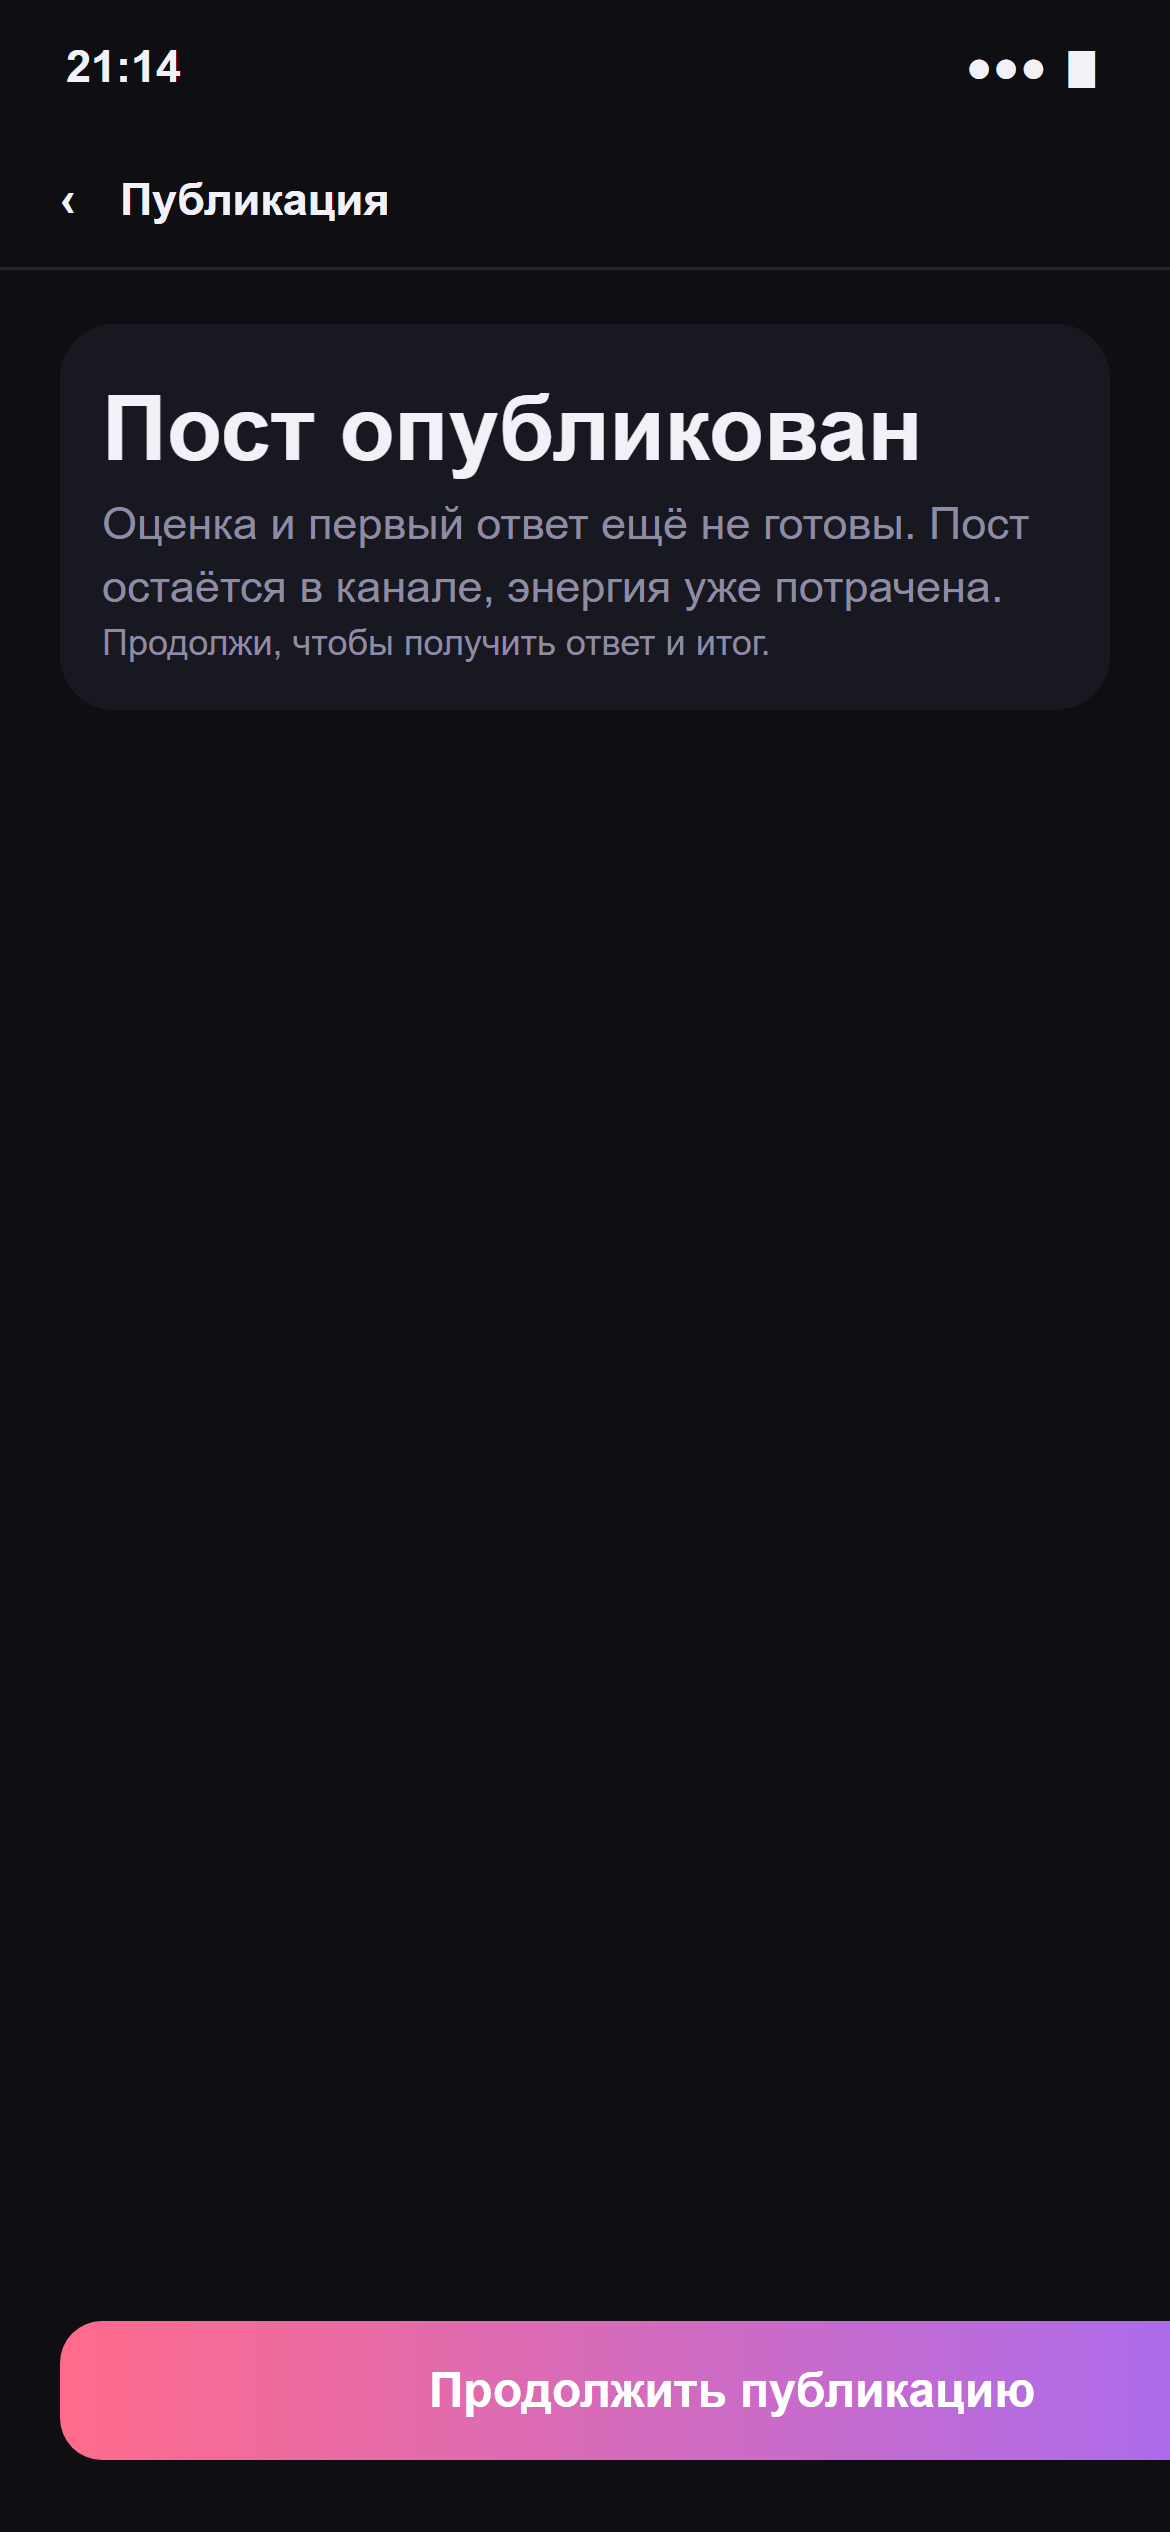 21:14
‹ Публикация
Пост опубликован
Оценка и первый ответ ещё не готовы. Пост
остаётся в канале, энергия уже потрачена.
Продолжи, чтобы получить ответ и итог.
Продолжить публикацию